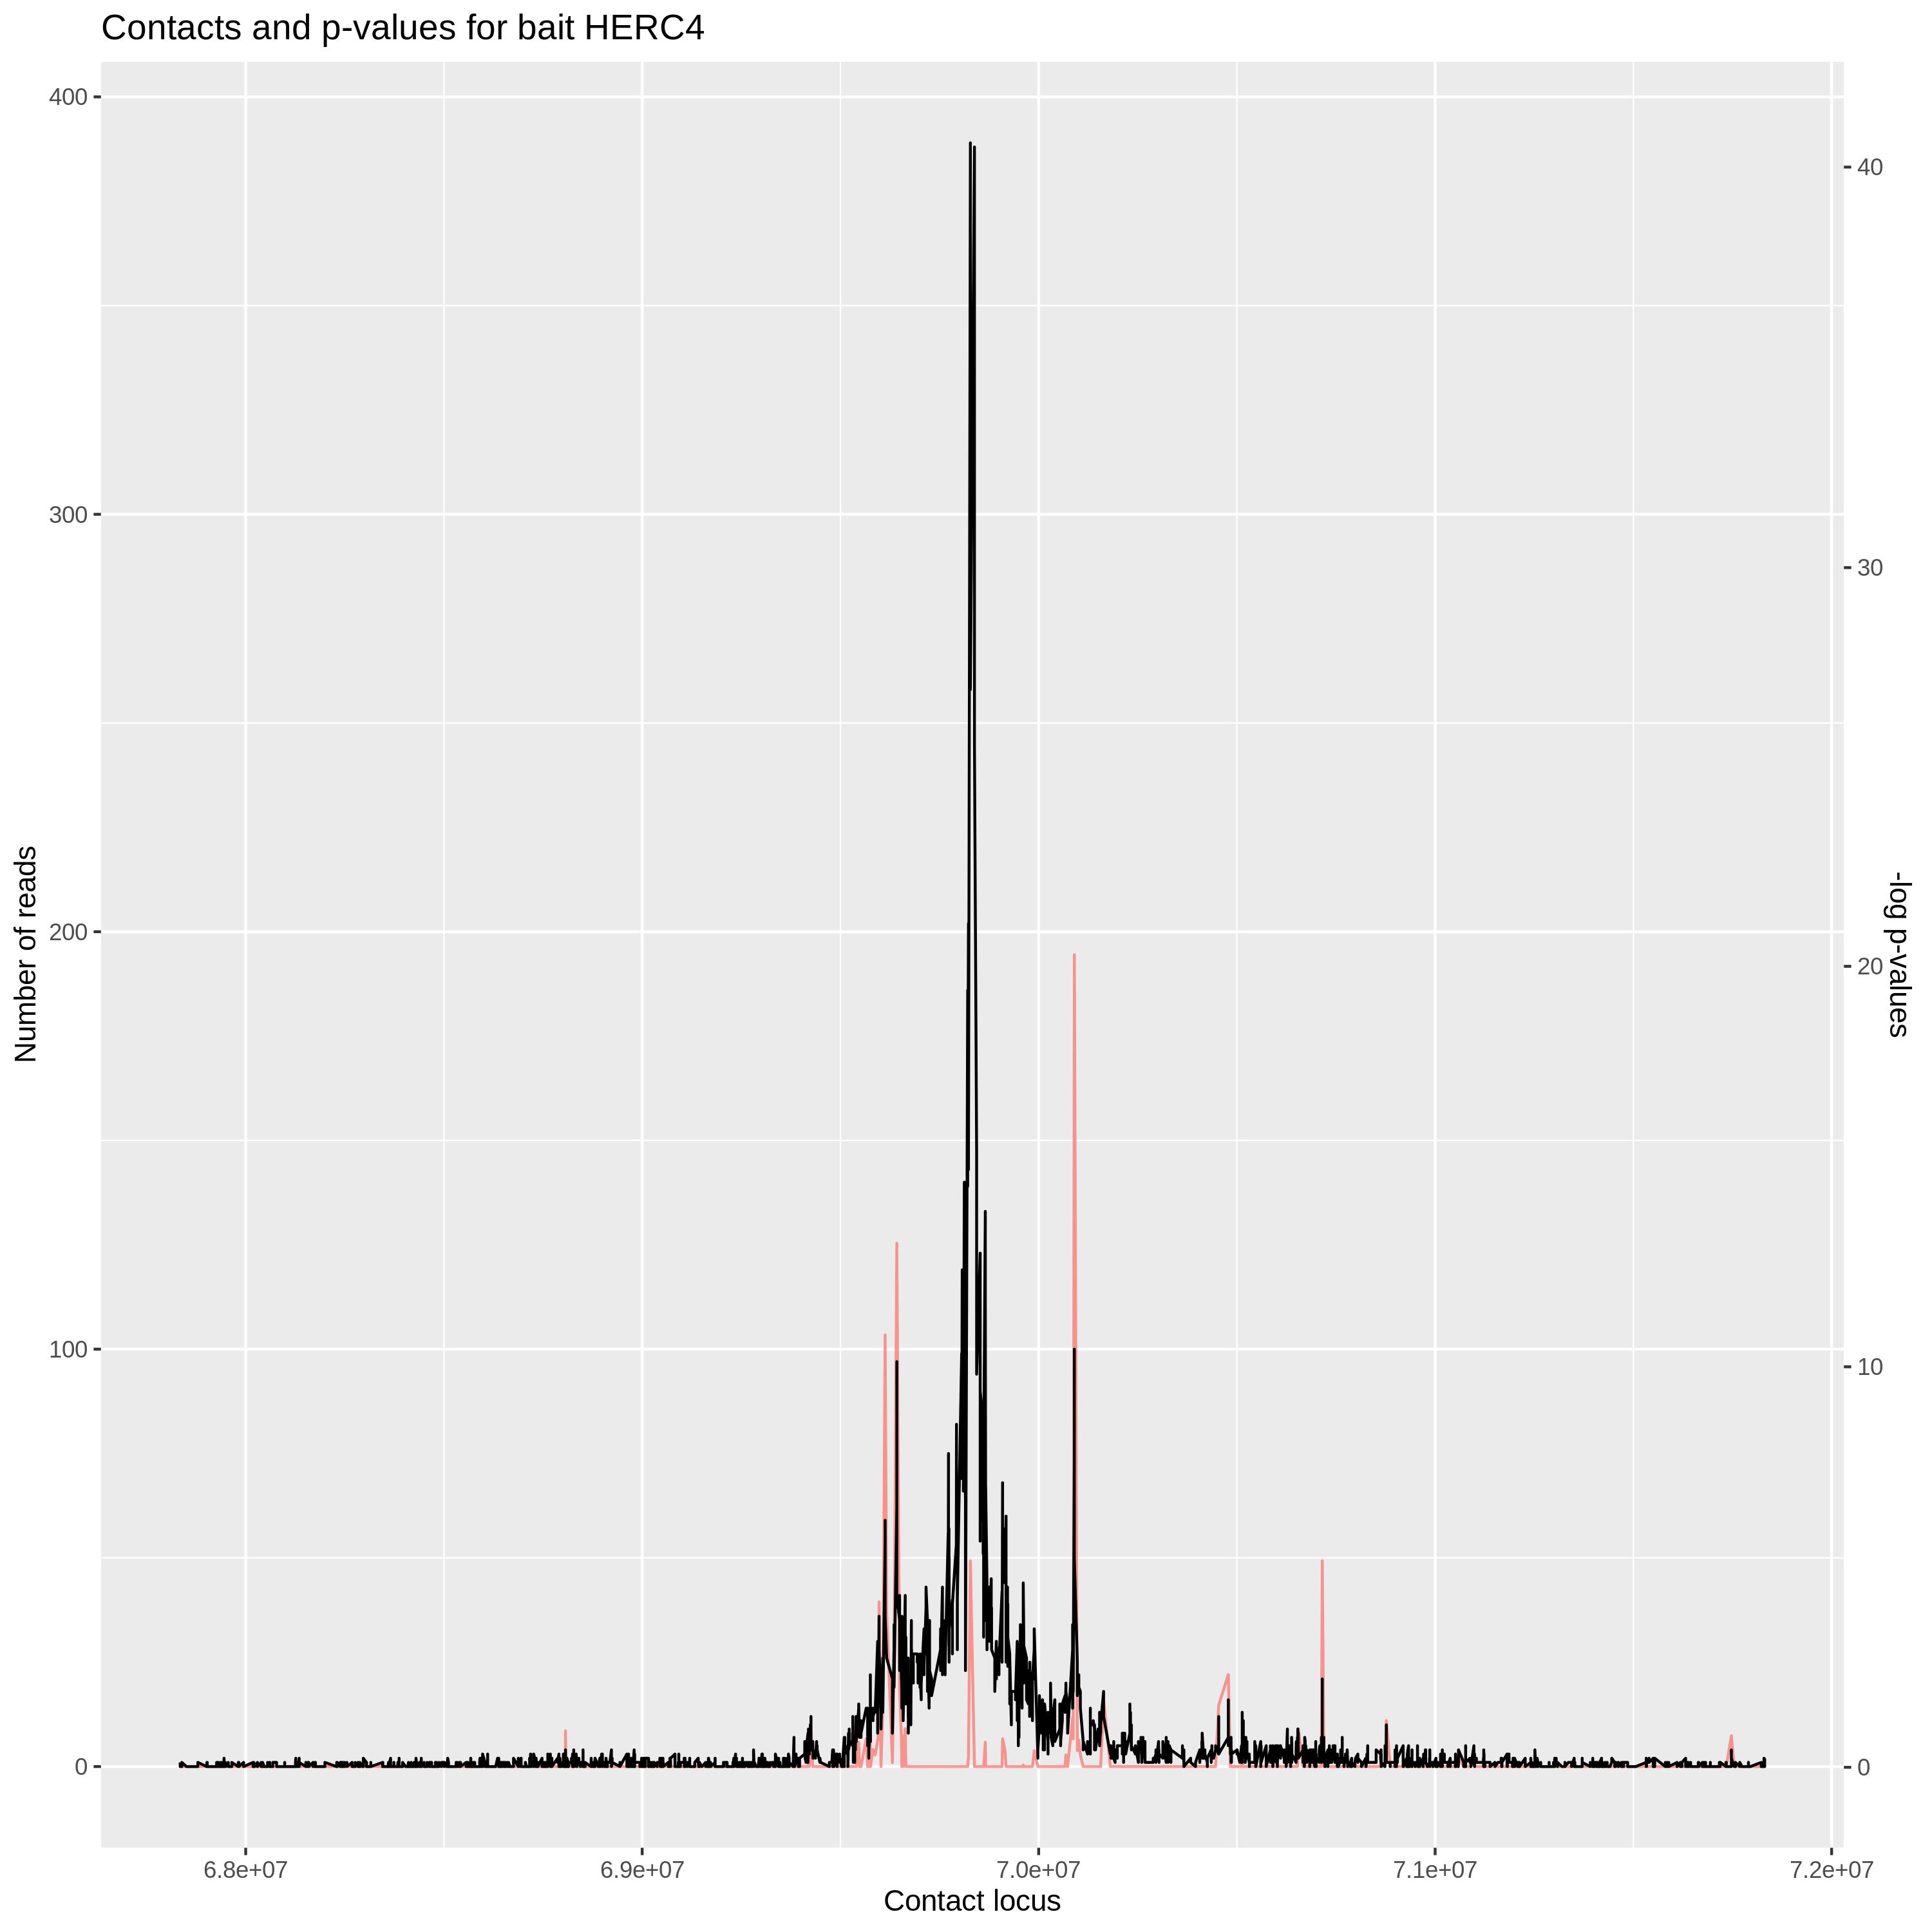 Contacts and p-values for bait HERC4
400
300
200
100
0
Number of reads
40
30
20
10
0
-log p-values
6.8e+07
6.9e+07
7.0e+07
7.1e+07
7.2e+07
Contact locus